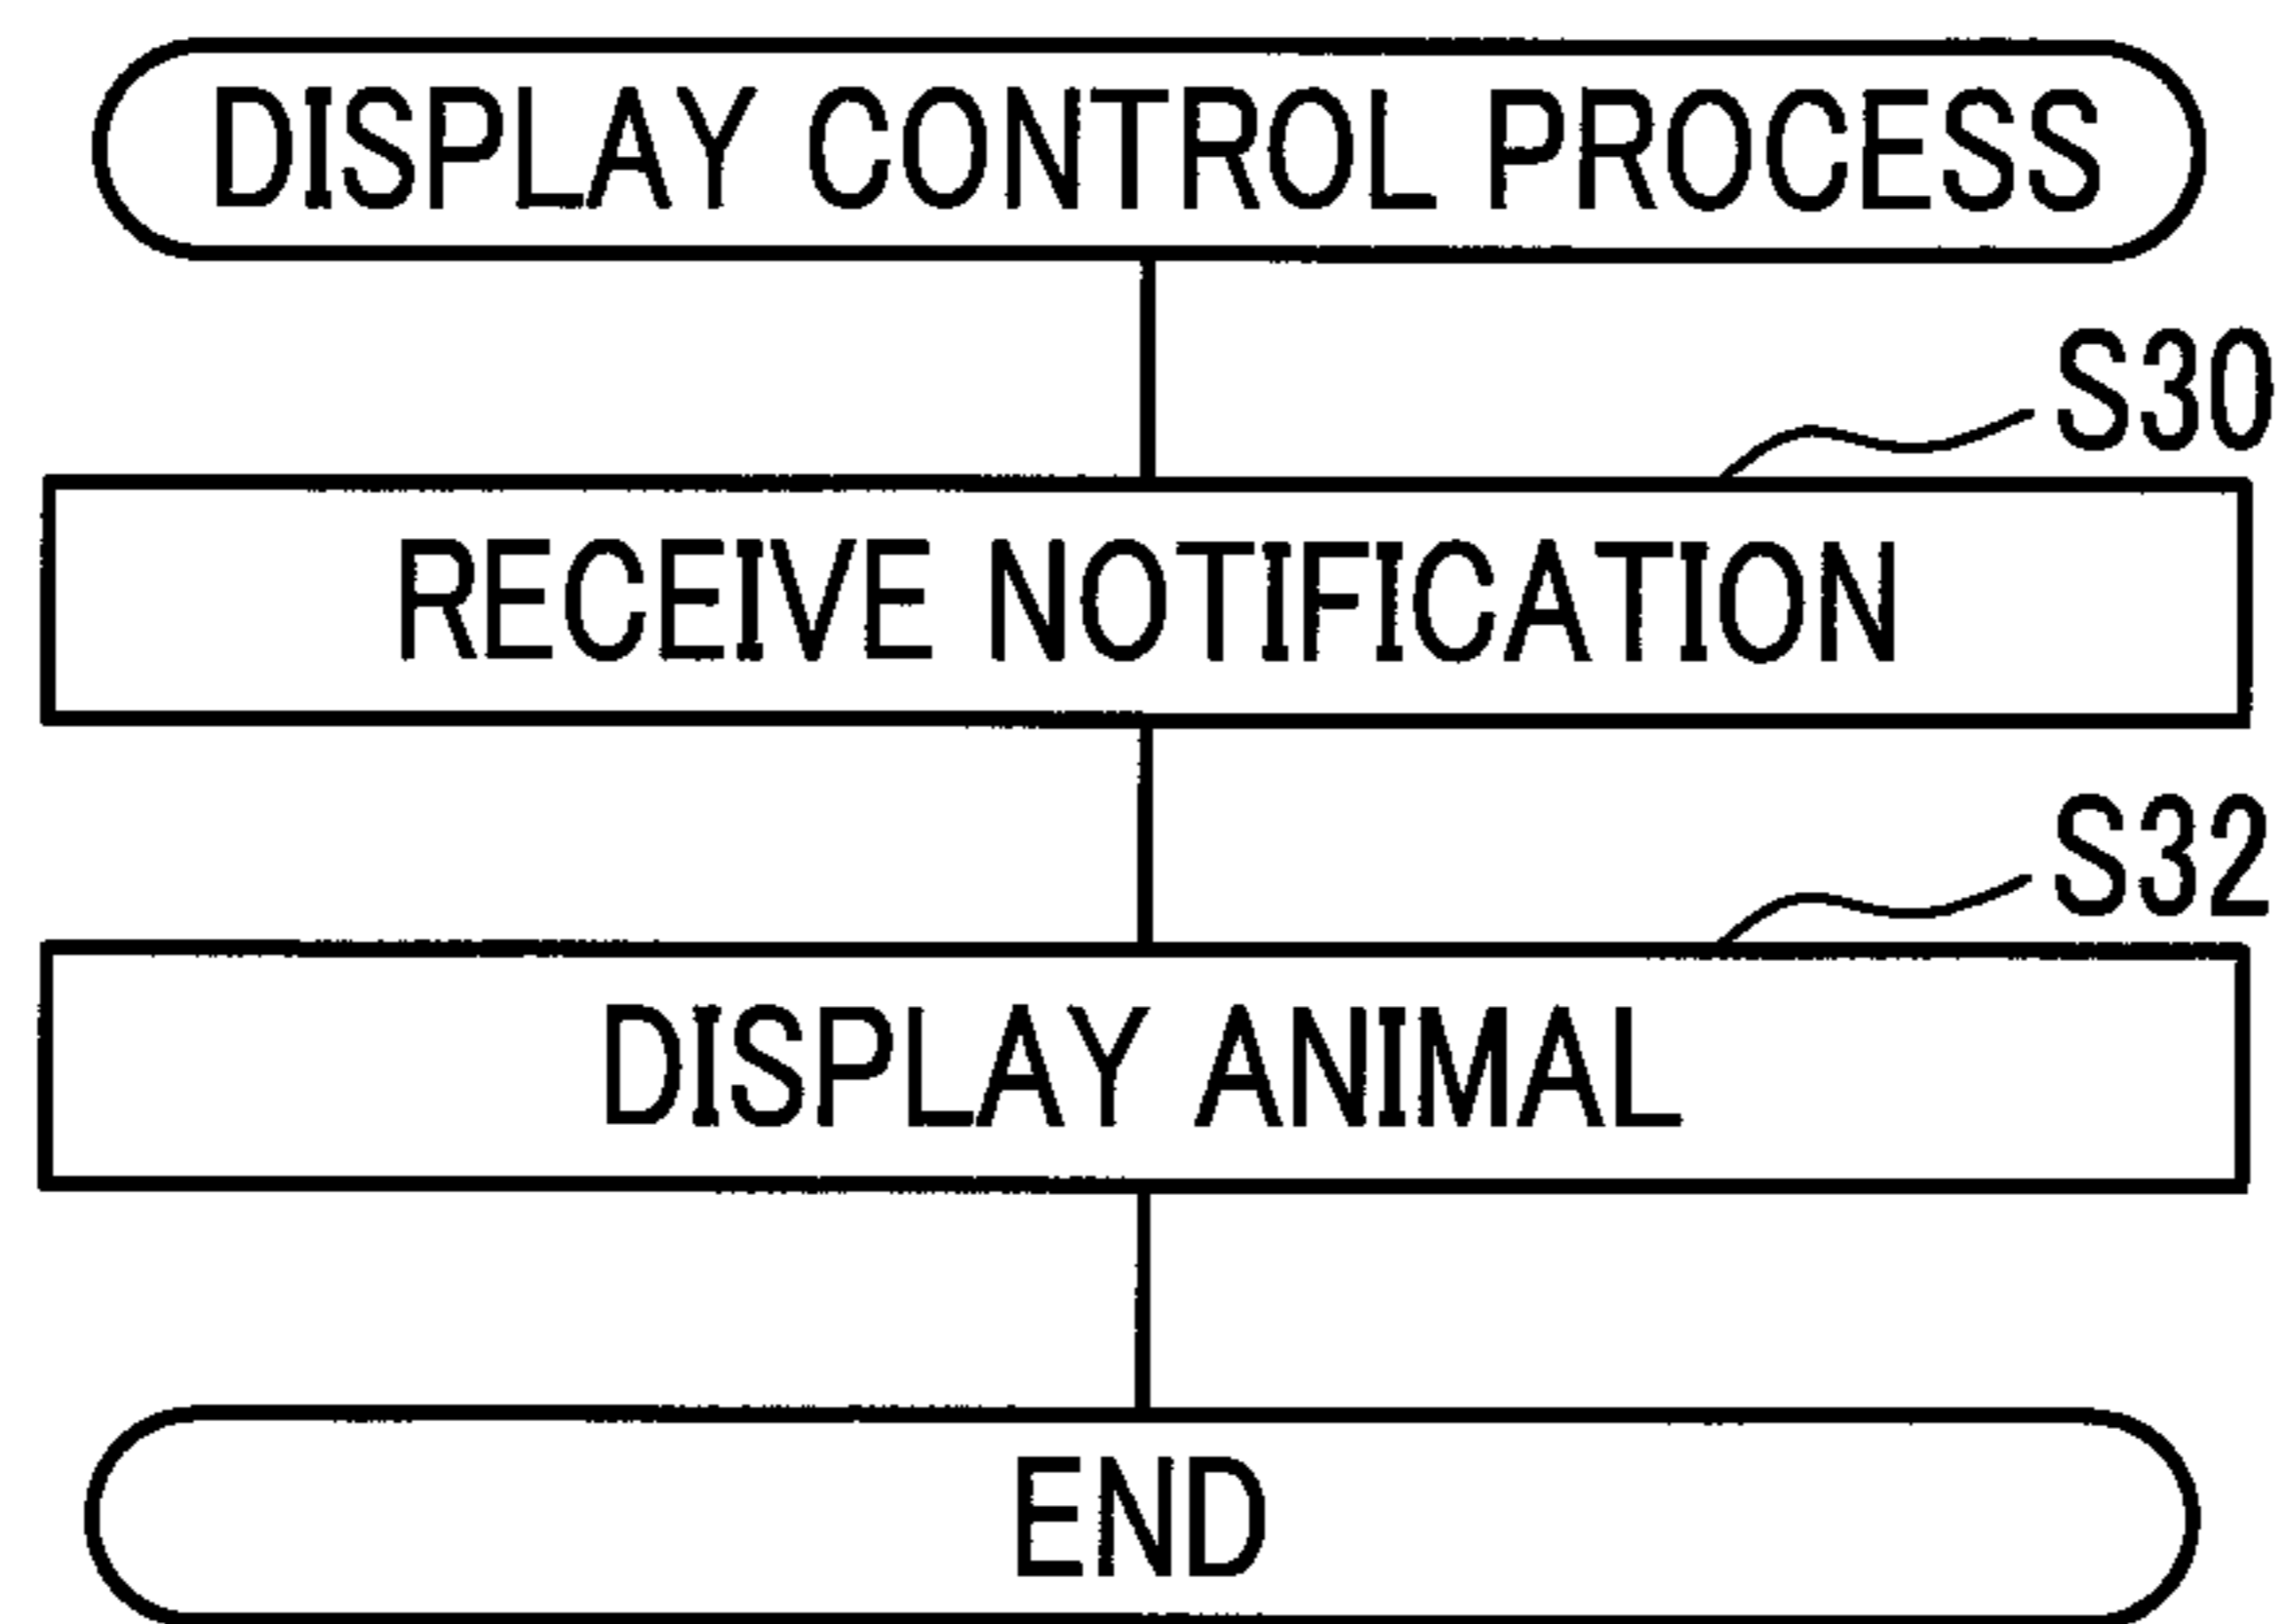 DISPLAY CONTROL PROCESS
S30
RECEIVE NOTIFICATION
S32
DISPLAY ANIMAL
END